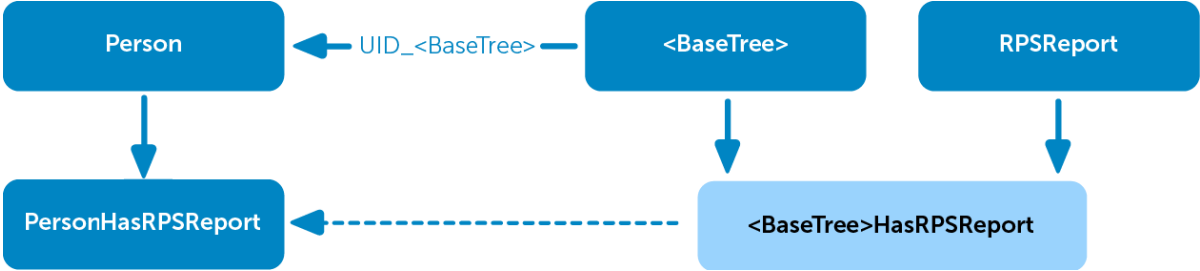 Person
UID_<BaseTree>
<BaseTree>
RPSReport
PersonHasRPSReport
<BaseTree>HasRPSReport